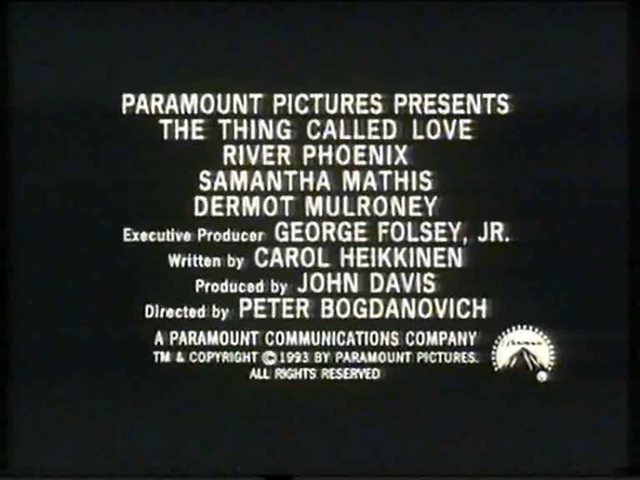 PARAMOUNT PICTURES PRESENTS
THE THING CALLED LOVE
RIVER PHOENIX
SAMANTHA MATHIS
DERMOT MULRONEY
Executive Producer GEORGE FOLSEY, JR.
Written by CAROL HEIKKINEN
Produced by JOHN DAVIS
Directed by PETER BOGDANOVICH
A PARAMOUNT COMMUNICATIONS COMPANY
TM & COPYRIGHT © 1993 BY PARAMOUNT PICTURES.
ALL RIGHTS RESERVED
Paramount